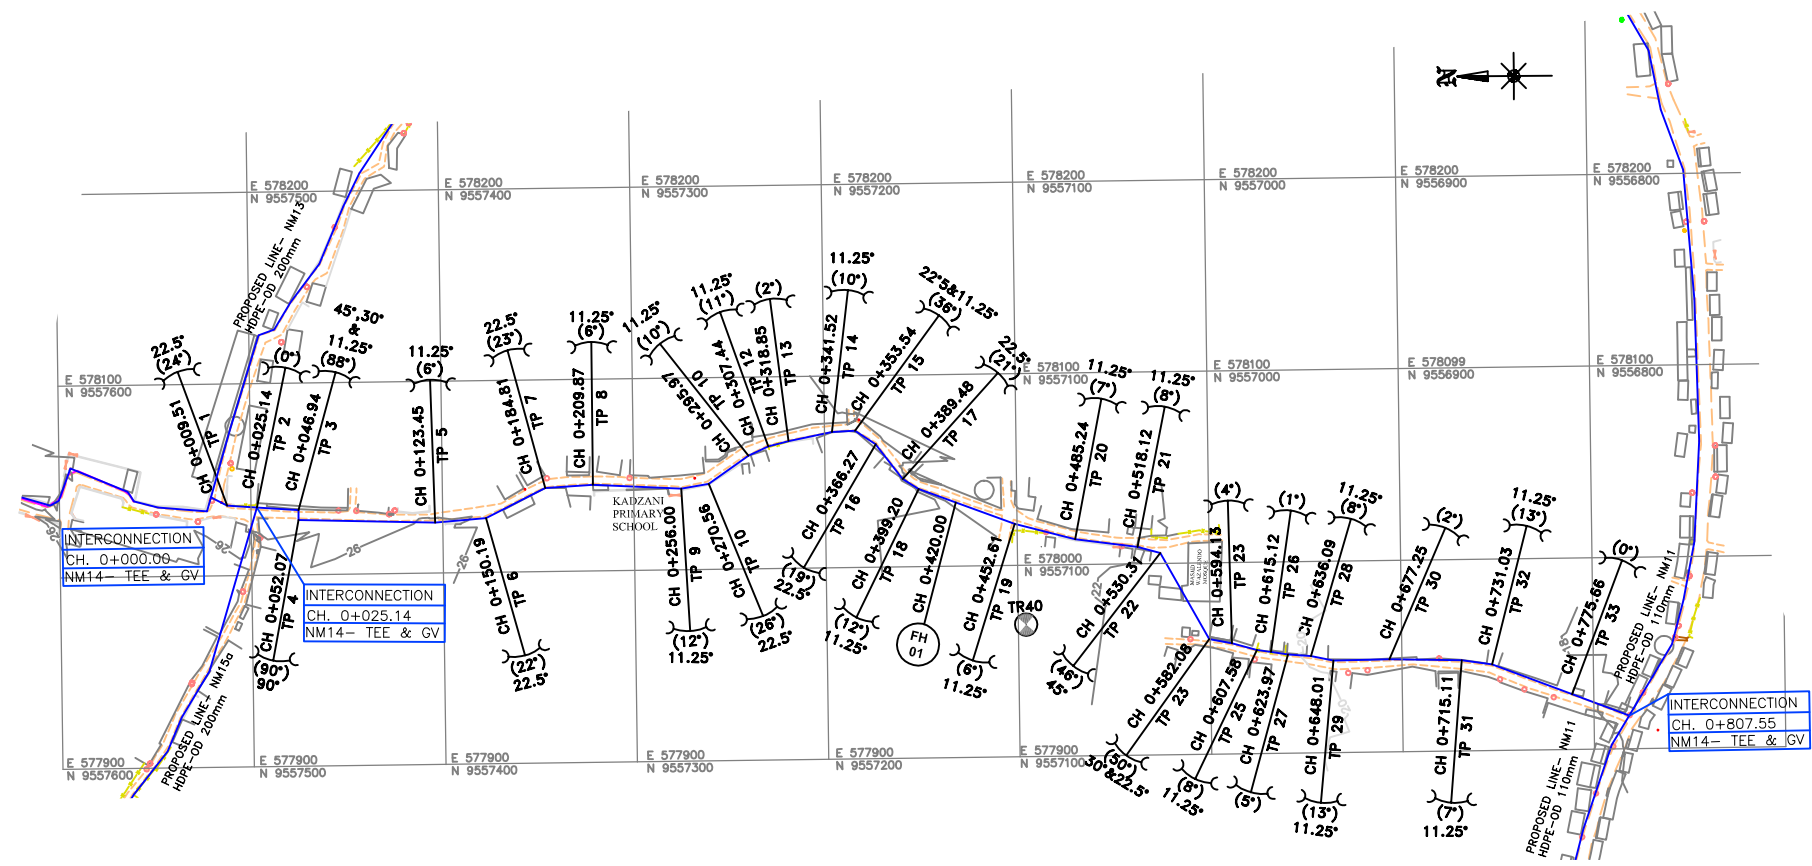 N
E 578200
N 9557500
E 578200
N 9557400
E 578200
N 9557300
E 578200
N 9557200
E 578200
N 9557100
E 578200
N 9557000
E 578200
N 9556900
E 578200
N 9556800
PROPOSED LINE- NM13
HDPE-OD 200mm
E 578100
N 9557600
E 578100
N 9557100
E 578100
N 9557000
E 578099
N 9556900
E 578100
N 9556800
22.5°
(24°)
CH 0+009.51
TP 1
(0°)
CH 0+025.14
TP 2
45°,30°
&
11.25°
(88°)
CH 0+046.94
TP 3
11.25°
(6°)
CH 0+123.45
TP 5
22.5°
(23°)
CH 0+184.81
TP 7
11.25°
(6°)
CH 0+209.87
TP 8
11.25°
(10°)
CH 0+295.97
TP 10
11.25°
(11°)
CH 0+307.44
TP 12
(2°)
CH 0+318.85
TP 13
11.25°
(10°)
CH 0+341.52
TP 14
22°5&11.25°
(36°)
CH 0+353.54
TP 15
22.5°
(21°)
CH 0+389.48
TP 17
11.25°
(7°)
CH 0+485.24
TP 20
11.25°
(8°)
CH 0+518.12
TP 21
(4°)
CH 0+594.13
TP 23
(1°)
CH 0+615.12
TP 26
11.25°
(8°)
CH 0+636.09
TP 28
(2°)
CH 0+677.25
TP 30
11.25°
(13°)
CH 0+731.03
TP 32
(0°)
CH 0+775.66
TP 33
KADZANI
PRIMARY
SCHOOL
INTERCONNECTION
CH. 0+000.00
NM14- TEE & GV
INTERCONNECTION
CH. 0+025.14
NM14- TEE & GV
CH 0+052.07
TP 4
(90°)
90°
CH 0+150.19
TP 6
(22°)
22.5°
CH 0+256.00
TP 9
(12°)
11.25°
CH 0+270.56
TP 10
(26°)
22.5°
CH 0+366.27
TP 16
(19°)
22.5°
CH 0+399.20
TP 18
(12°)
11.25°
CH 0+420.00
FH
01
CH 0+452.61
TP 19
(6°)
11.25°
TR40
E 578000
N 9557100
CH 0+530.37
TP 22
(46°)
45°
CH 0+582.08
TP 23
(50°)
30°&22.5°
CH 0+607.58
TP 25
(8°)
11.25°
CH 0+623.97
TP 27
(5°)
CH 0+648.01
TP 29
(13°)
11.25°
CH 0+715.11
TP 31
(7°)
11.25°
-26-
-26-
26
26
22
PROPOSED LINE- NM15a
HDPE-OD 200mm
PROPOSED LINE- NM11
HDPE-OD 110mm
PROPOSED LINE- NM11
HDPE-OD 110mm
INTERCONNECTION
CH. 0+807.55
NM14- TEE & GV
E 577900
N 9557600
E 577900
N 9557500
E 577900
N 9557400
E 577900
N 9557300
E 577900
N 9557200
E 577900
N 9557100